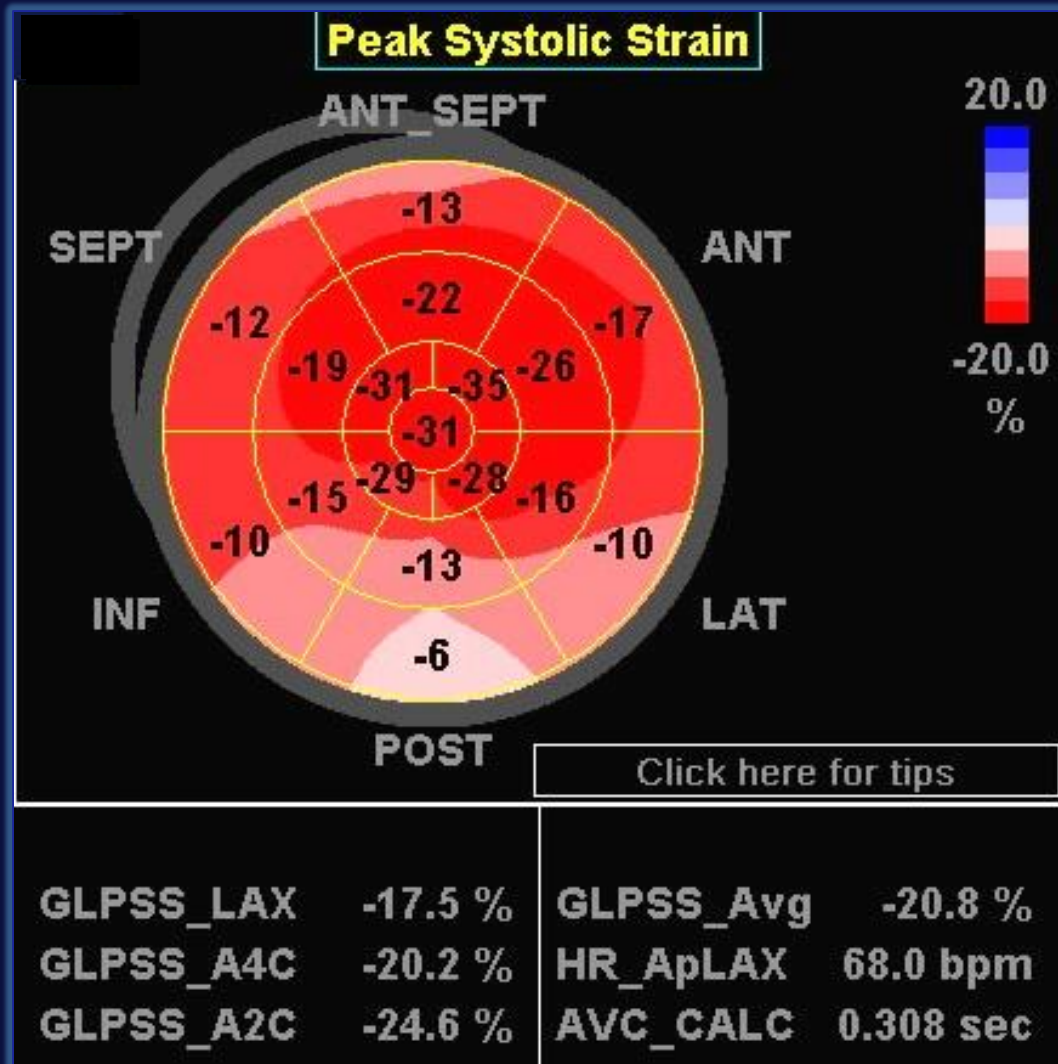 Peak Systolic Strain
20.0
ANT_SEPT
-13
SEPT
ANT
-22
-12
-17
-20.0
-19
-26
-31
-35
%
-31
-29
-28
-15
-16
-10
-10
-13
INF
LAT
-6
POST
Click here for tips
GLPSS_LAX -17.5 %
GLPSS_A4C -20.2 %
GLPSS_A2C -24.6 %
GLPSS_Avg -20.8 %
HR_ApLAX 68.0 bpm
AVC_CALC 0.308 sec